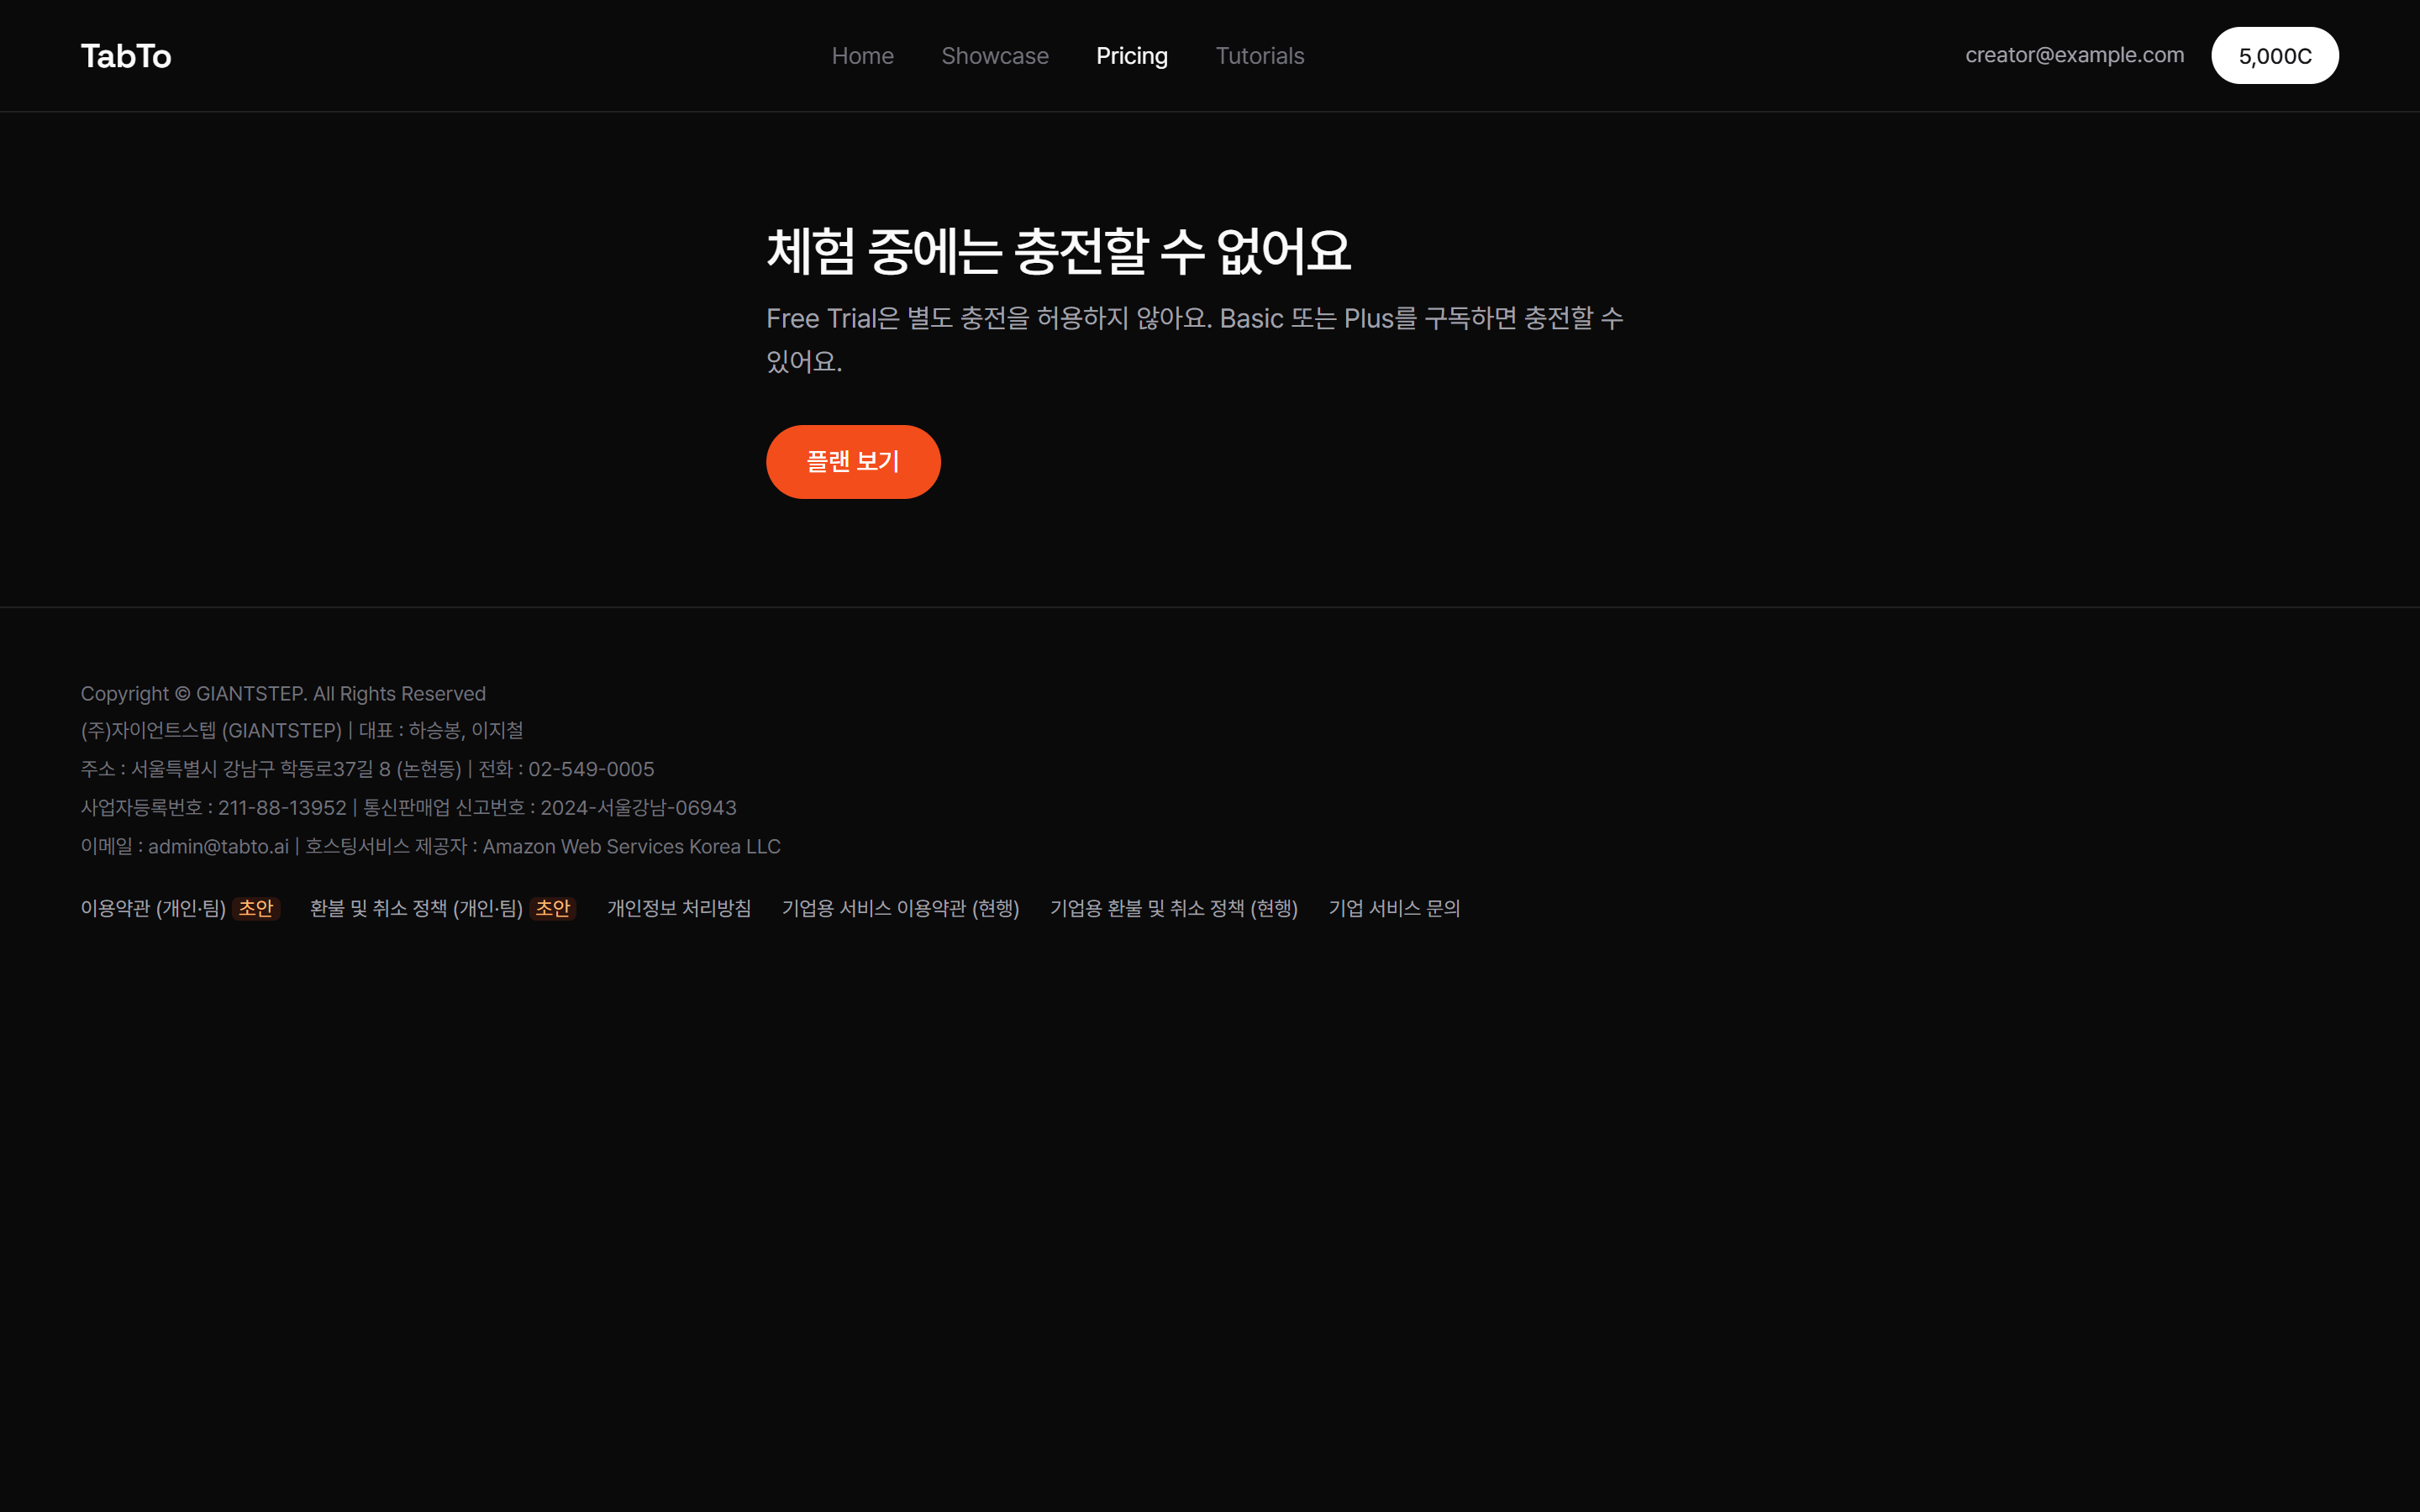 TabTo
Home Showcase Pricing Tutorials
creator@example.com 5,000C
체험 중에는 충전할 수 없어요
Free Trial은 별도 충전을 허용하지 않아요. Basic 또는 Plus를 구독하면 충전할 수
있어요.
플랜 보기
Copyright © GIANTSTEP. All Rights Reserved
(주)자이언트스텝 (GIANTSTEP) | 대표 : 하승봉, 이지철
주소 : 서울특별시 강남구 학동로37길 8 (논현동) | 전화 : 02-549-0005
사업자등록번호 : 211-88-13952 | 통신판매업 신고번호 : 2024-서울강남-06943
이메일 : admin@tabto.ai | 호스팅서비스 제공자 : Amazon Web Services Korea LLC
이용약관 (개인·팀) 초안 환불 및 취소 정책 (개인·팀) 초안 개인정보 처리방침 기업용 서비스 이용약관 (현행) 기업용 환불 및 취소 정책 (현행) 기업 서비스 문의